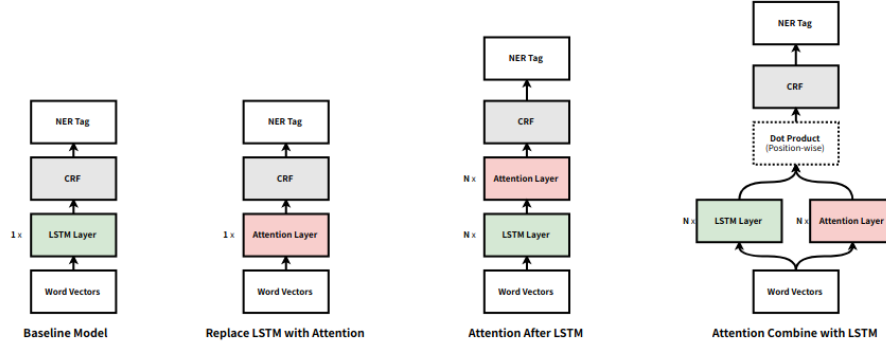 NER Tag
CRF
1 x LSTM Layer
Word Vectors
Baseline Model
NER Tag
CRF
1 x Attention Layer
Word Vectors
Replace LSTM with Attention
NER Tag
CRF
N x Attention Layer
N x LSTM Layer
Word Vectors
Attention After LSTM
NER Tag
CRF
Dot Product
(Position-wise)
N x LSTM Layer
N x Attention Layer
Word Vectors
Attention Combine with LSTM